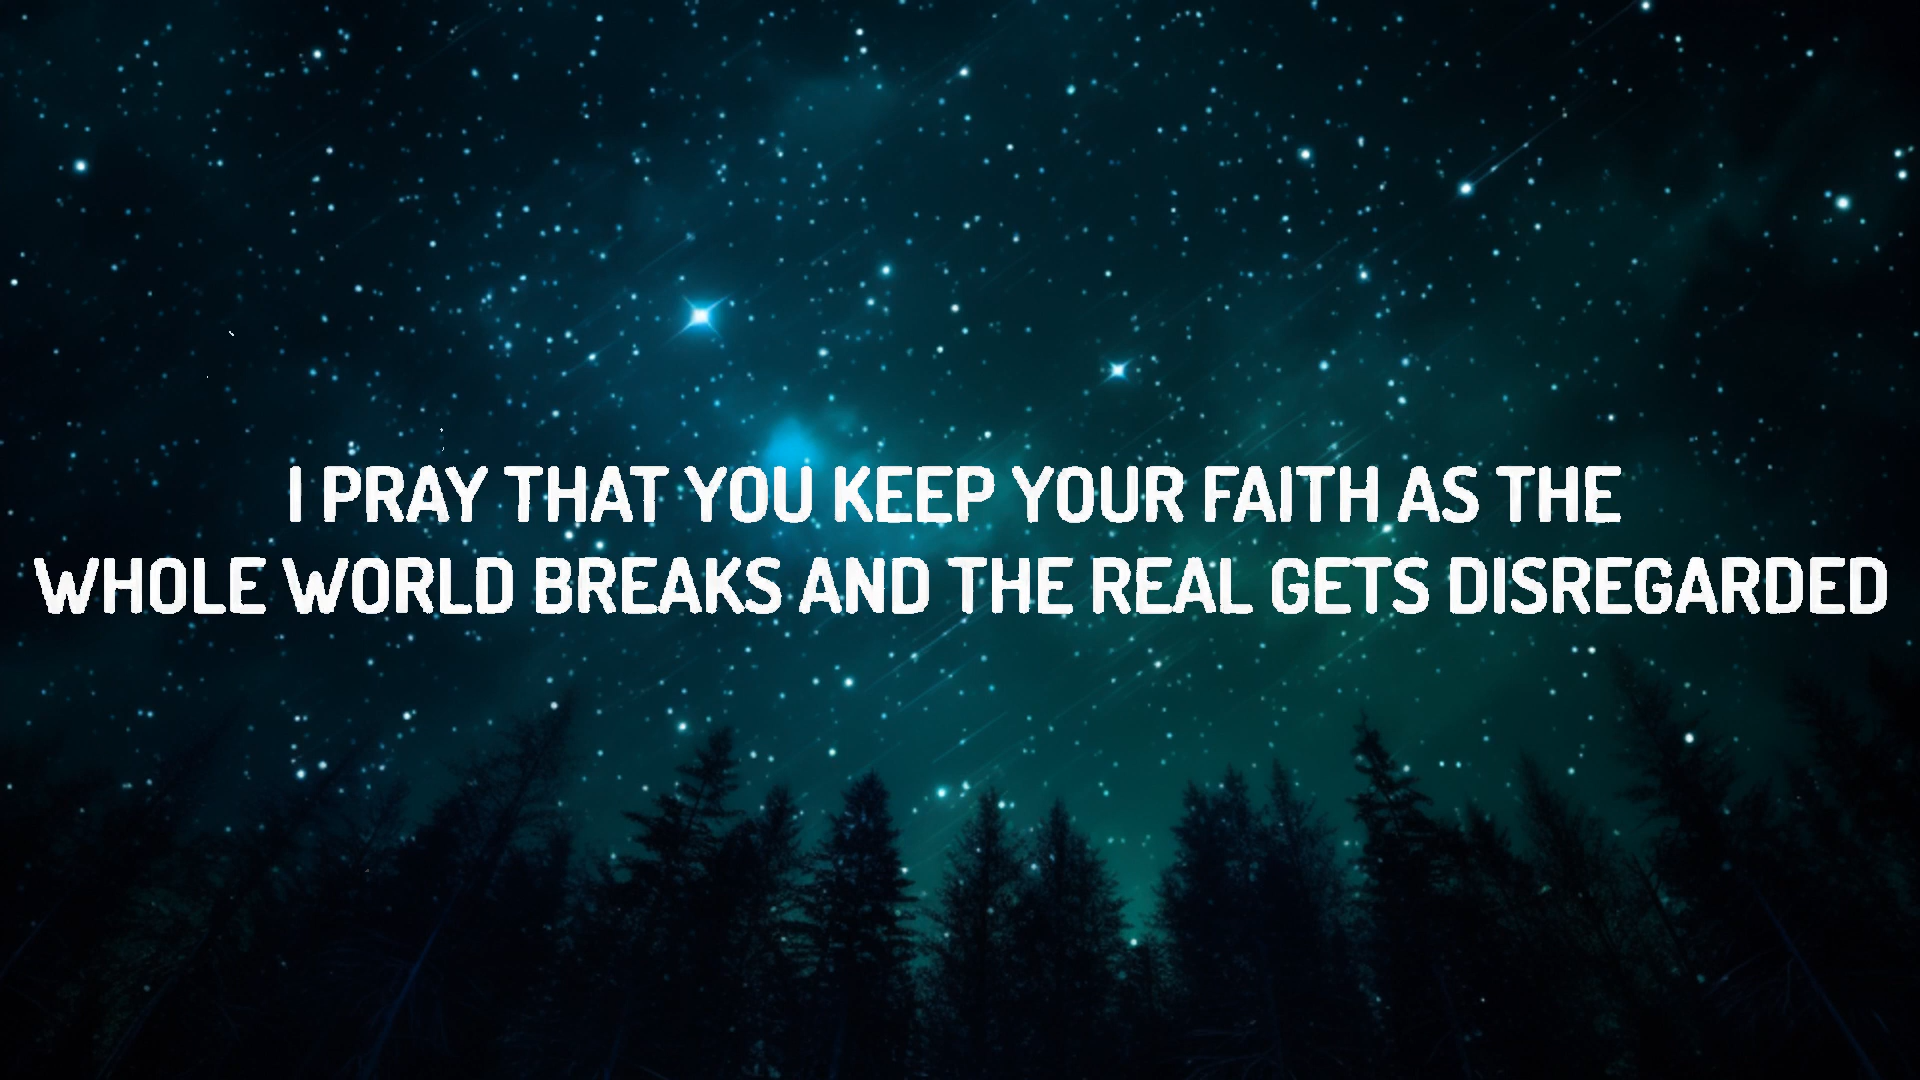 I PRAY THAT YOU KEEP YOUR FAITH AS THE
WHOLE WORLD BREAKS AND THE REAL GETS DISREGARDED